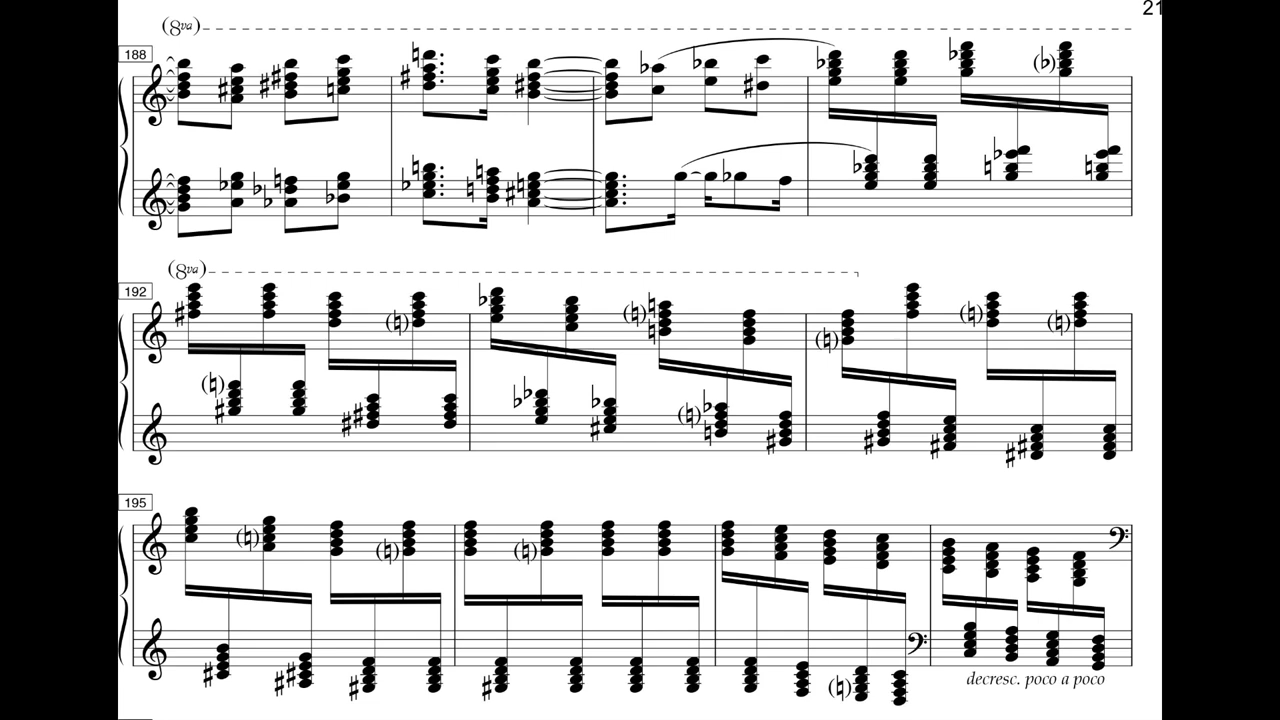 21
(8va)
188
(8va)
192
195
decresc. poco a poco